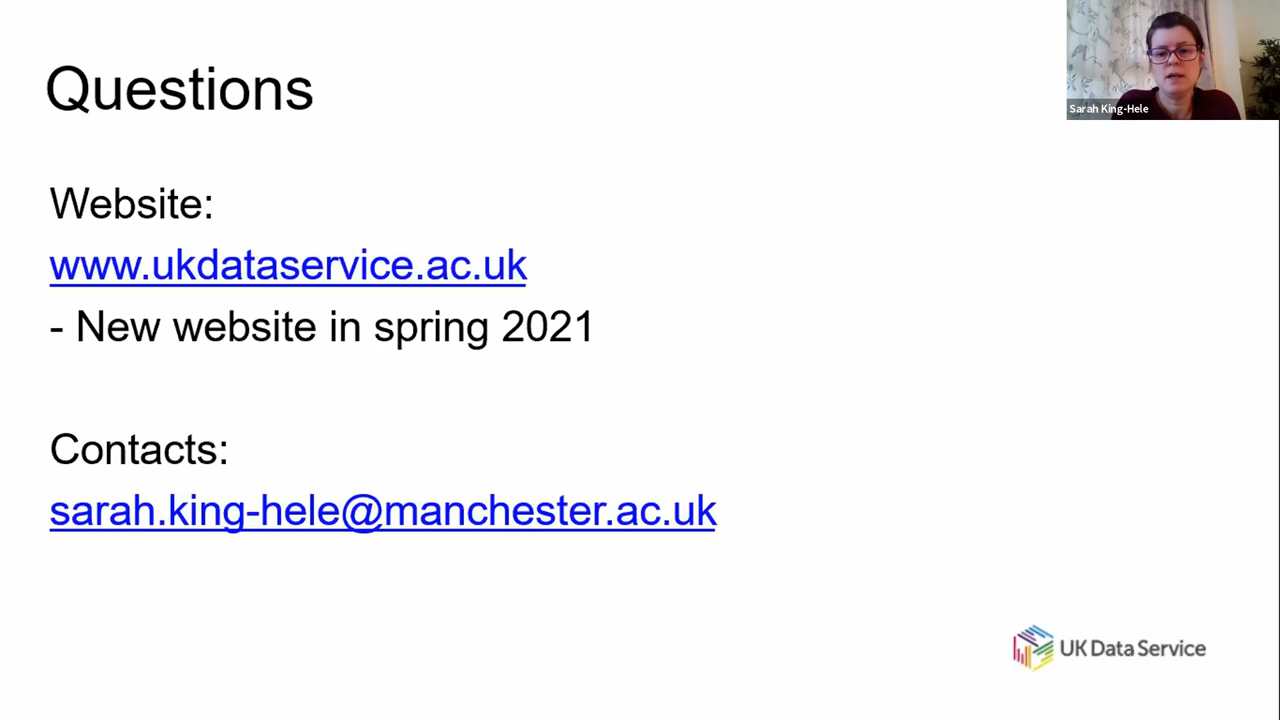 Questions
Sarah King-Hele
Website:
www.ukdataservice.ac.uk
- New website in spring 2021
Contacts:
sarah.king-hele@manchester.ac.uk
UK Data Service